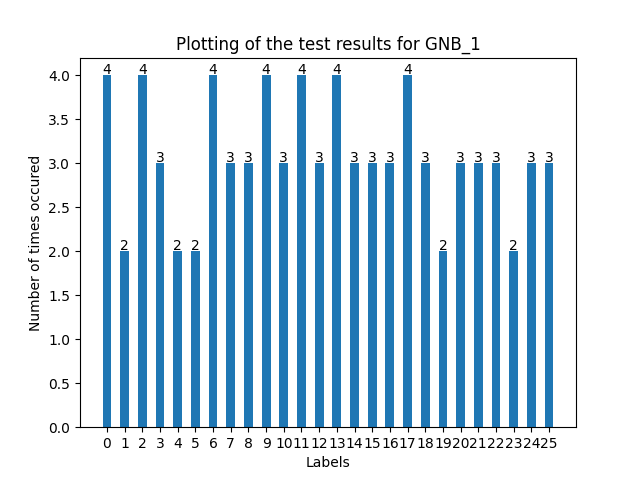 Plotting of the test results for GNB_1
4 2 4 3 2 2 4 3 3 4 3 4 3 4 3 3 3 4 3 2 3 3 3 2 3 3
4.0
3.5
3.0
2.5
2.0
1.5
1.0
0.5
0.0
Number of times occured
0 1 2 3 4 5 6 7 8 9 10 11 12 13 14 15 16 17 18 19 20 21 22 23 24 25
Labels